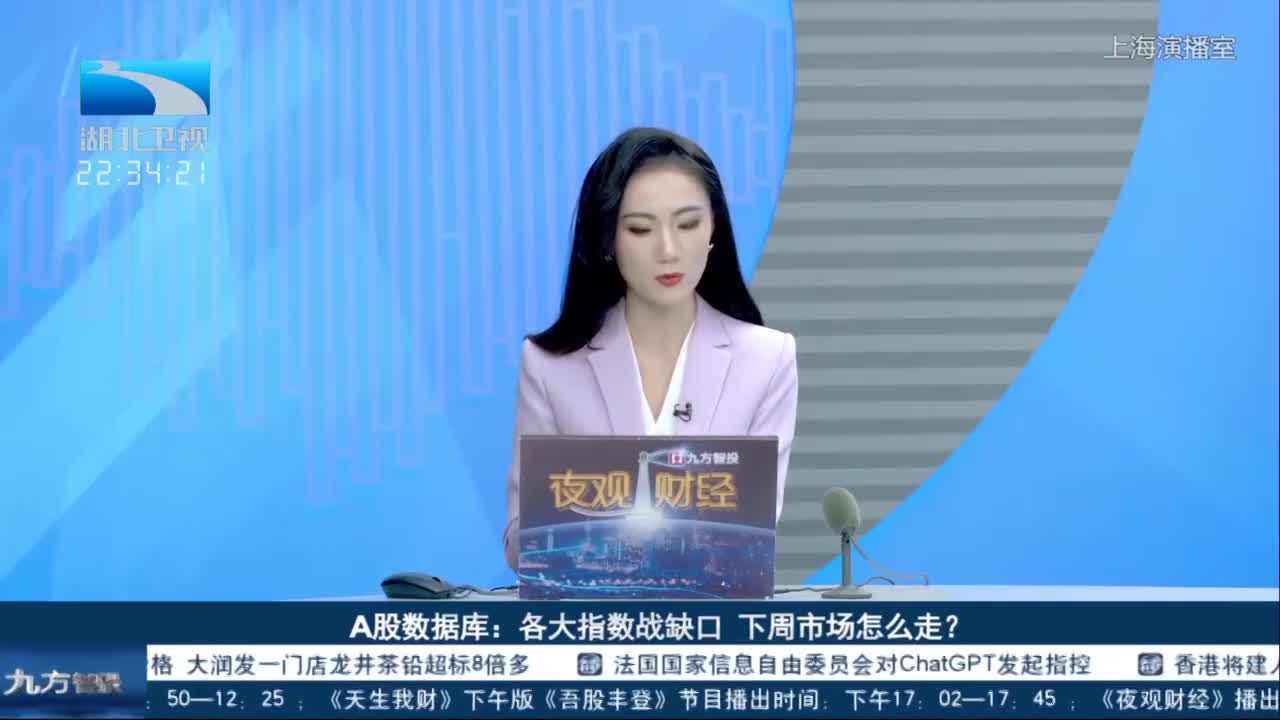 上海演播室
湖北卫视
22:34:21
九方智投
夜观财经
A股数据库：各大指数战缺口 下周市场怎么走？
格 大润发一门店龙井茶铅超标8倍多 法国国家信息自由委员会对ChatGPT发起指控 香港将建
九方智投
50—12：25 ；《天生我财》下午版《吾股丰登》节目播出时间：下午17：02—17：45 ；《夜观财经》播出